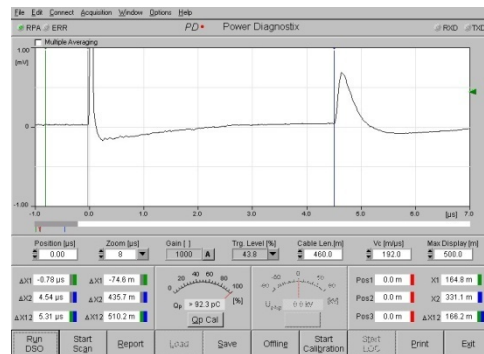 File Edit Connect Acquisition Window Options Help
RPA ERR PD• Power Diagnostix RXD TXD
Multiple Averaging
1.00
[mV]
0
-1.00
-1.0 0.0 1.0 2.0 3.0 4.0 5.0 6.0 [µs] 7.0
Position [µs] Zoom [µs] Gain [ ] Trg. Level [%] Cable Len.[m] Vc [m/µs] Max Display [m]
0.00 8 1000 A 43.8 460.0 192.0 500.0
ΔX1 -0.78 µs ΔX1 -74.6 m
ΔX2 4.54 µs ΔX2 435.7 m
ΔX12 5.31 µs ΔX12 510.2 m
0 20 40 60 80 100 [%]
Qp » 92.3 pC
Qp Cal
[kV]
Pos1 0.0 m X1 164.8 m
Pos2 0.0 m X2 331.1 m
Pos3 0.0 m ΔX12 166.2 m
Run DSO Start Scan Report Load Save Offline Start Calibration Start LOC Print Exit